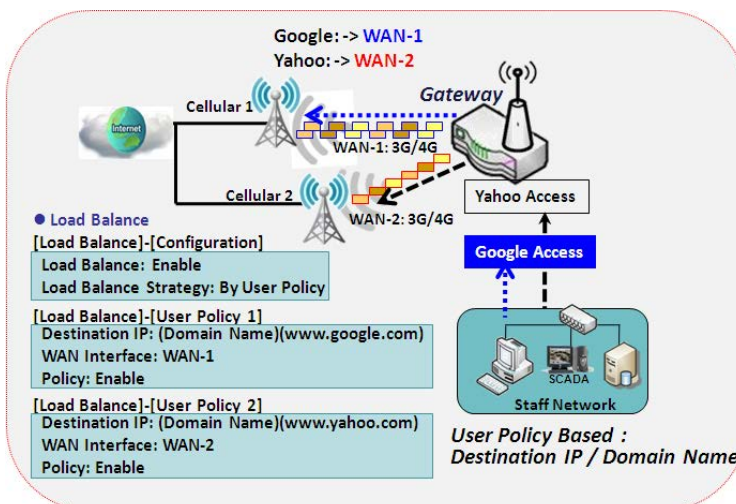 Google: -> WAN-1
Yahoo: -> WAN-2
Gateway
Cellular 1
Internet
WAN-1: 3G/4G
Cellular 2
WAN-2: 3G/4G
Yahoo Access
Google Access
● Load Balance
[Load Balance]-[Configuration]
Load Balance: Enable
Load Balance Strategy: By User Policy
[Load Balance]-[User Policy 1]
Destination IP: (Domain Name)(www.google.com)
WAN Interface: WAN-1
Policy: Enable
[Load Balance]-[User Policy 2]
Destination IP: (Domain Name)(www.yahoo.com)
WAN Interface: WAN-2
Policy: Enable
SCADA
Staff Network
User Policy Based :
Destination IP / Domain Name